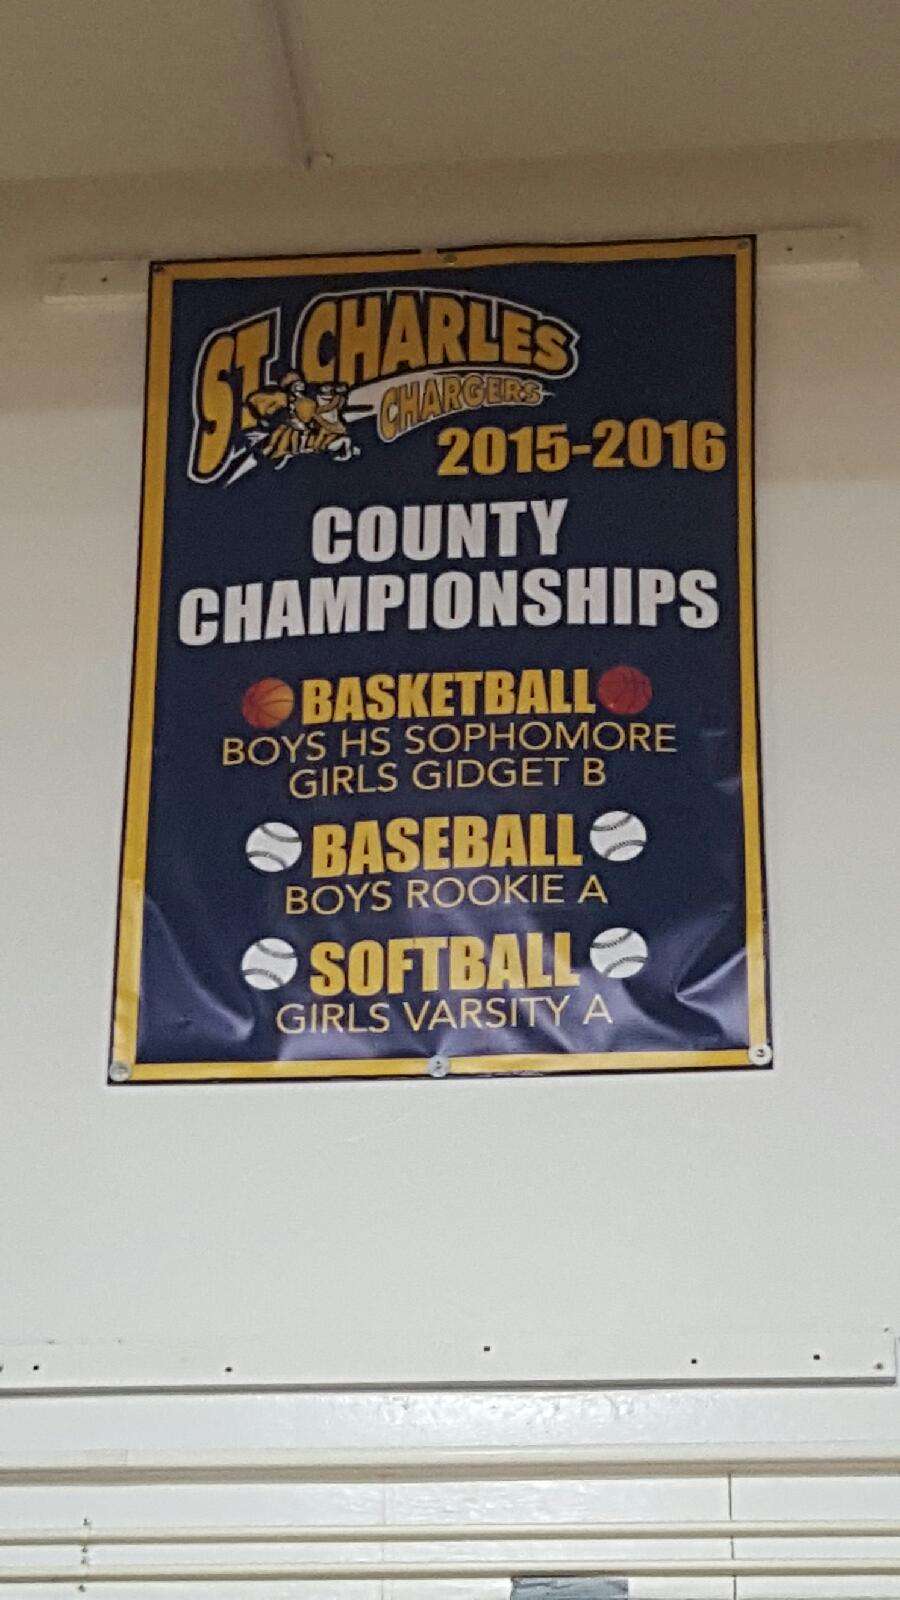 ST. CHARLES
CHARGERS
2015-2016
COUNTY
CHAMPIONSHIPS
BASKETBALL
BOYS HS SOPHOMORE
GIRLS GIDGET B
BASEBALL
BOYS ROOKIE A
SOFTBALL
GIRLS VARSITY A